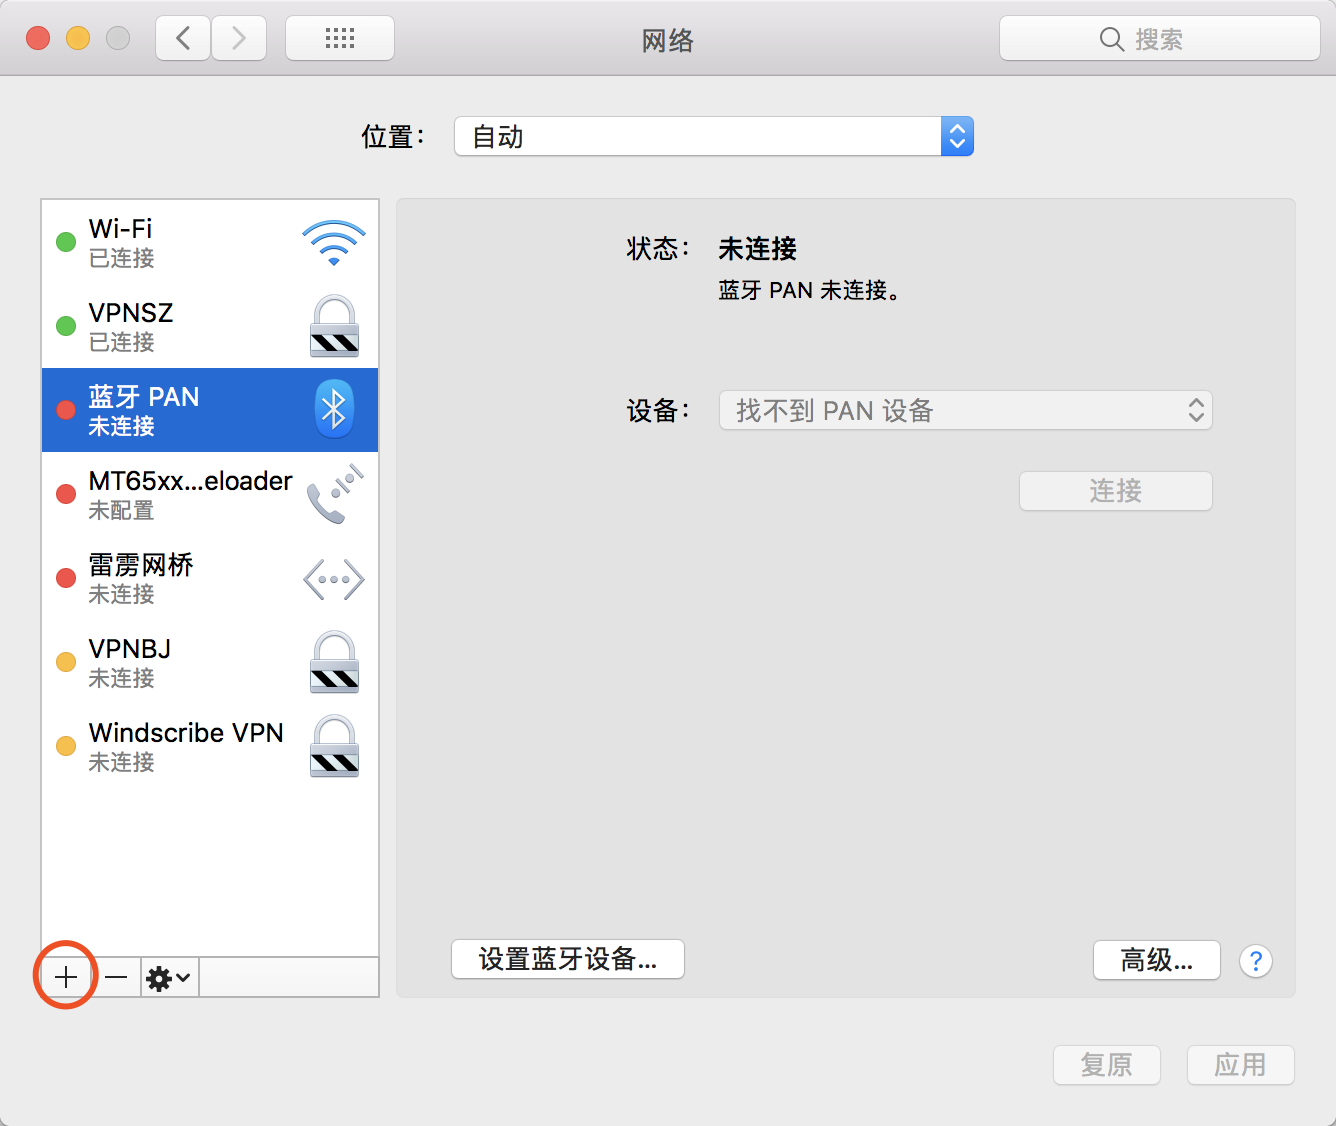 网络
搜索
位置：
自动
Wi-Fi
已连接
VPNSZ
已连接
蓝牙 PAN
未连接
MT65xx...eloader
未配置
雷雳网桥
未连接
VPNBJ
未连接
Windscribe VPN
未连接
状态：
未连接
蓝牙 PAN 未连接。
设备：
找不到 PAN 设备
连接
设置蓝牙设备...
高级...
?
复原
应用